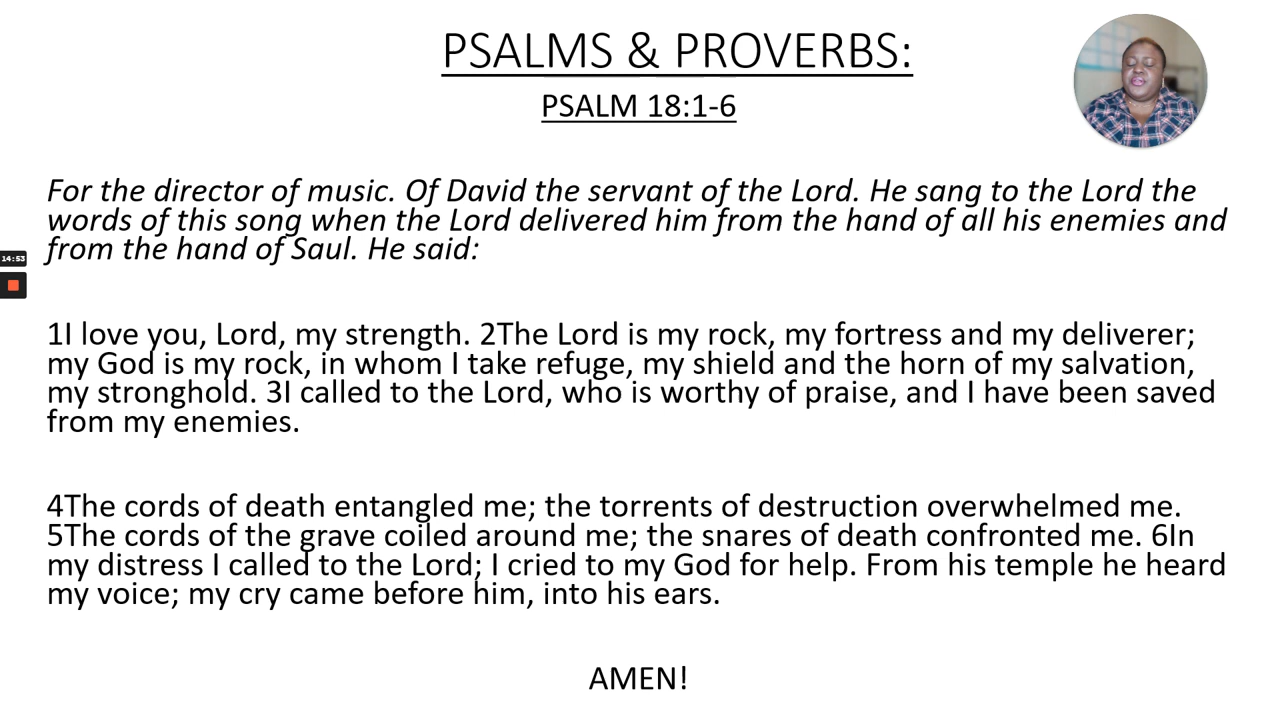 PSALMS & PROVERBS:
PSALM 18:1-6
For the director of music. Of David the servant of the Lord. He sang to the Lord the
words of this song when the Lord delivered him from the hand of all his enemies and
from the hand of Saul. He said:
14:53
1I love you, Lord, my strength. 2The Lord is my rock, my fortress and my deliverer;
my God is my rock, in whom I take refuge, my shield and the horn of my salvation,
my stronghold. 3I called to the Lord, who is worthy of praise, and I have been saved
from my enemies.
4The cords of death entangled me; the torrents of destruction overwhelmed me.
5The cords of the grave coiled around me; the snares of death confronted me. 6In
my distress I called to the Lord; I cried to my God for help. From his temple he heard
my voice; my cry came before him, into his ears.
AMEN!